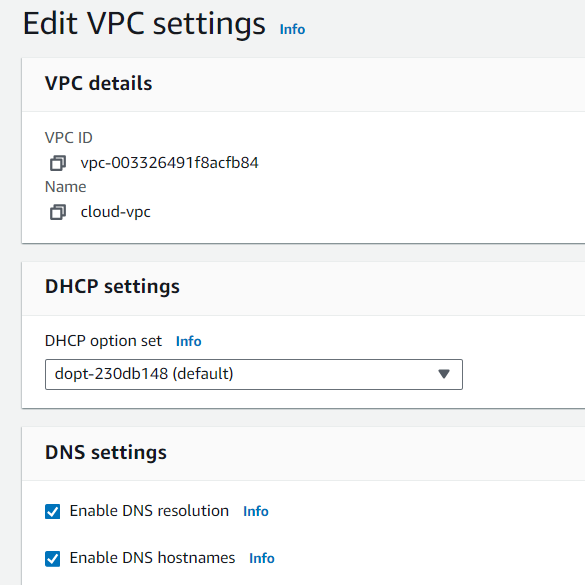 Edit VPC settings Info
VPC details
VPC ID
vpc-003326491f8acfb84
Name
cloud-vpc
DHCP settings
DHCP option set Info
dopt-230db148 (default)
DNS settings
Enable DNS resolution Info
Enable DNS hostnames Info